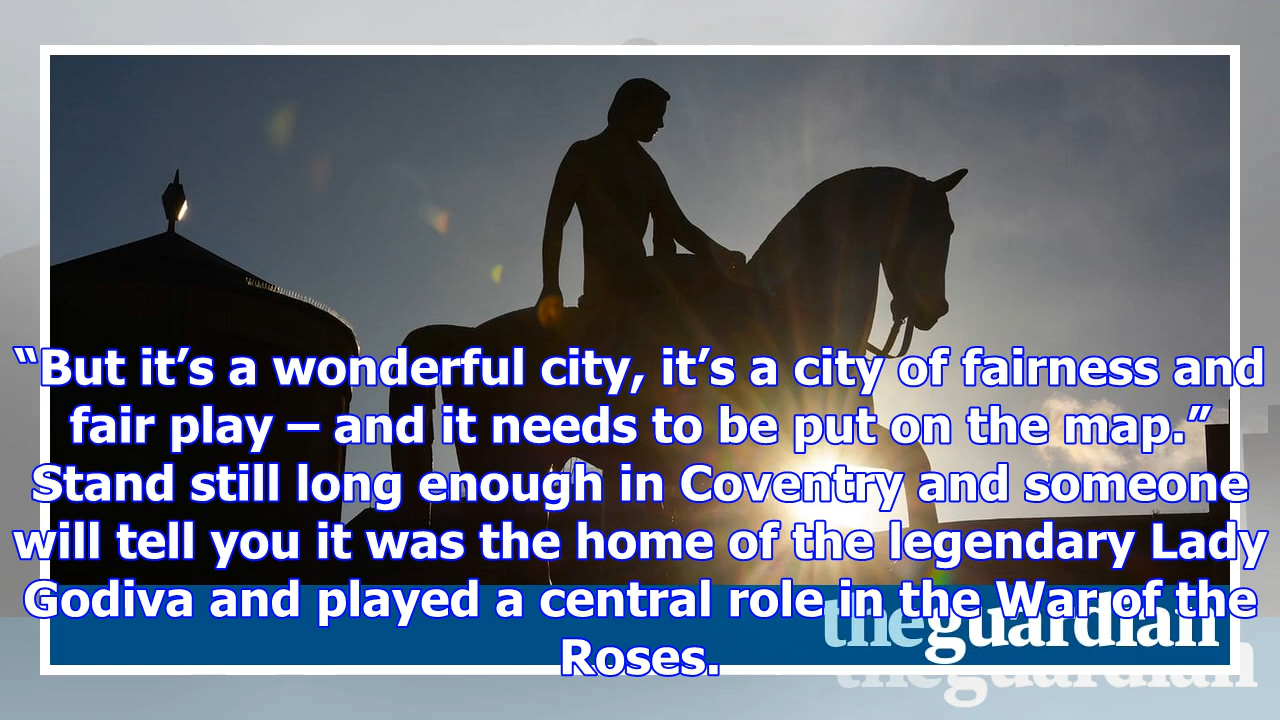 “But it’s a wonderful city, it’s a city of fairness and
fair play – and it needs to be put on the map.”
Stand still long enough in Coventry and someone
will tell you it was the home of the legendary Lady
Godiva and played a central role in the War of the
Roses.
theguardian
theguardian